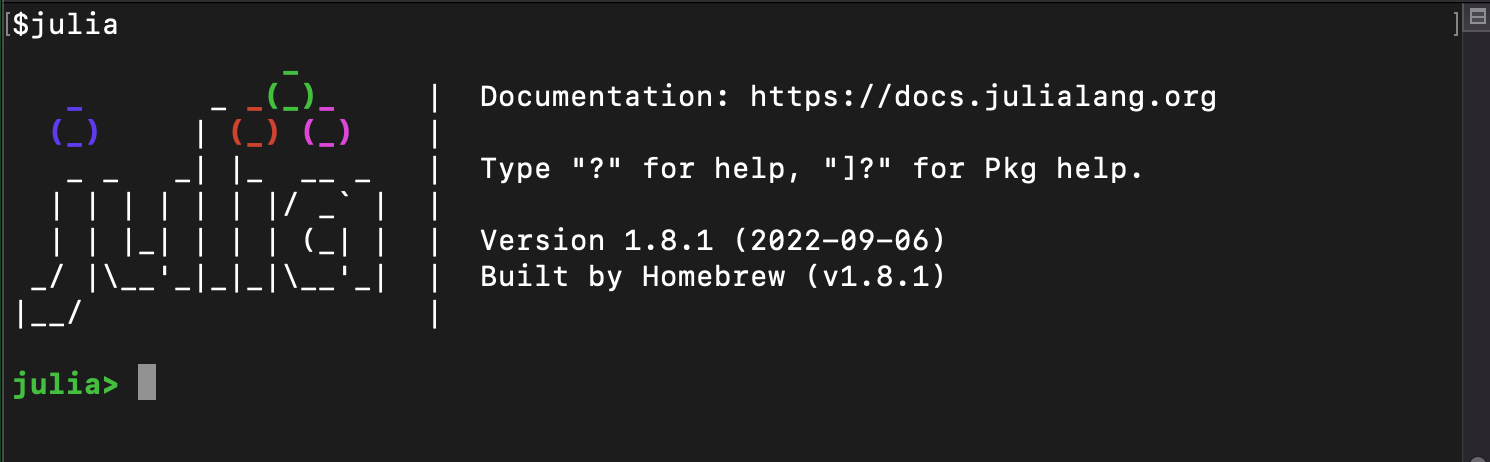 [$julia ]
               _
   _       _ _(_)_     |  Documentation: https://docs.julialang.org
  (_)     | (_) (_)    |
   _ _   _| |_  __ _   |  Type "?" for help, "]?" for Pkg help.
  | | | | | | |/ _` |  |
  | | |_| | | | (_| |  |  Version 1.8.1 (2022-09-06)
 _/ |\__'_|_|_|\__'_|  |  Built by Homebrew (v1.8.1)
|__/                   |
julia>